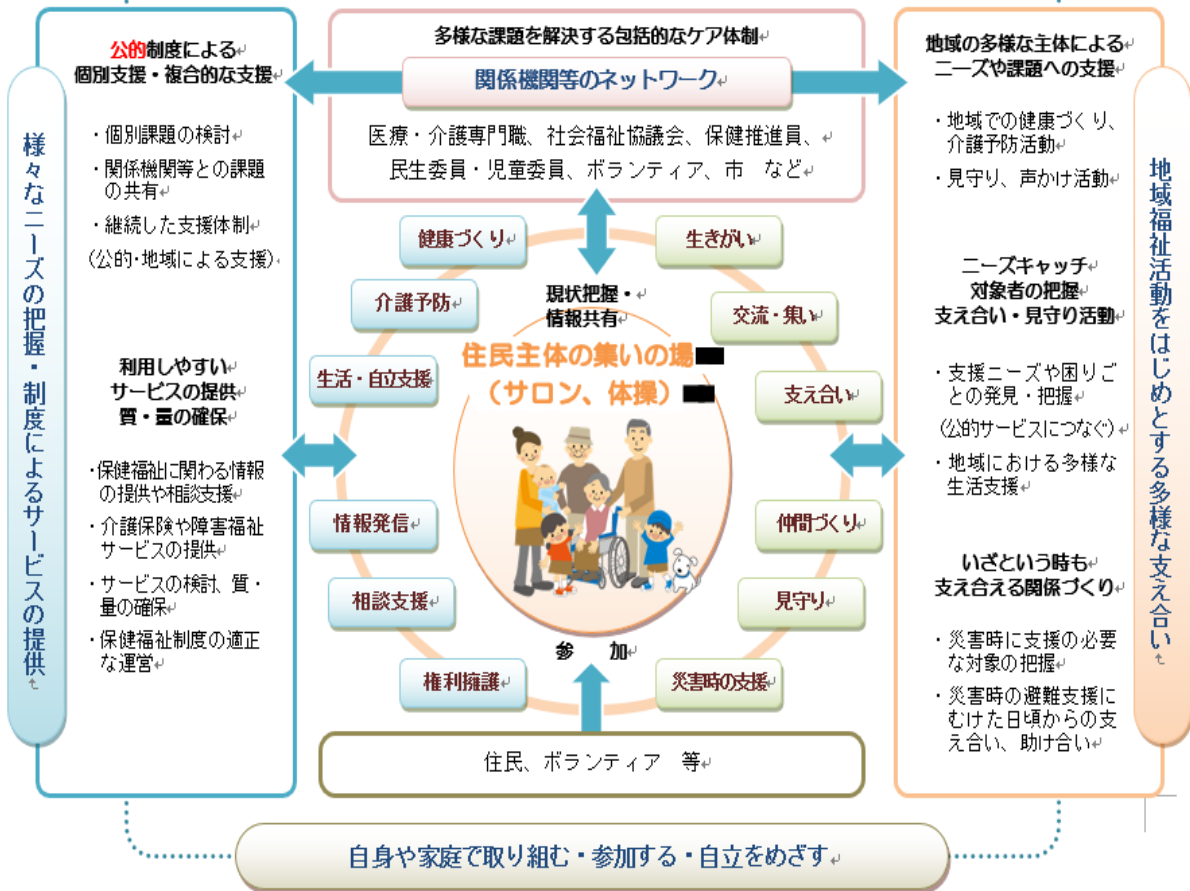 様々なニーズの把握・制度によるサービスの提供
公的制度による
個別支援・複合的な支援
・個別課題の検討
・関係機関等との課題
の共有
・継続した支援体制
(公的・地域による支援)
利用しやすい
サービスの提供
質・量の確保
・保健福祉に関わる情報
の提供や相談支援
・介護保険や障害福祉
サービスの提供
・サービスの検討、質・
量の確保
・保健福祉制度の適正
な運営
多様な課題を解決する包括的なケア体制
関係機関等のネットワーク
医療・介護専門職、社会福祉協議会、保健推進員、
民生委員・児童委員、ボランティア、市　など
健康づくり
介護予防
生活・自立支援
情報発信
相談支援
権利擁護
現状把握・
情報共有
住民主体の集いの場
(サロン、体操)
参　加
生きがい
交流・集い
支え合い
仲間づくり
見守り
災害時の支援
住民、ボランティア　等
地域の多様な主体による
ニーズや課題への支援
・地域での健康づくり、
介護予防活動
・見守り、声かけ活動
ニーズキャッチ
対象者の把握
支え合い・見守り活動
・支援ニーズや困りご
との発見・把握
(公的サービスにつなぐ)
・地域における多様な
生活支援
いざという時も
支え合える関係づくり
・災害時に支援の必要
な対象の把握
・災害時の避難支援に
むけた日頃からの支
え合い、助け合い
地域福祉活動をはじめとする多様な支え合い
自身や家庭で取り組む・参加する・自立をめざす